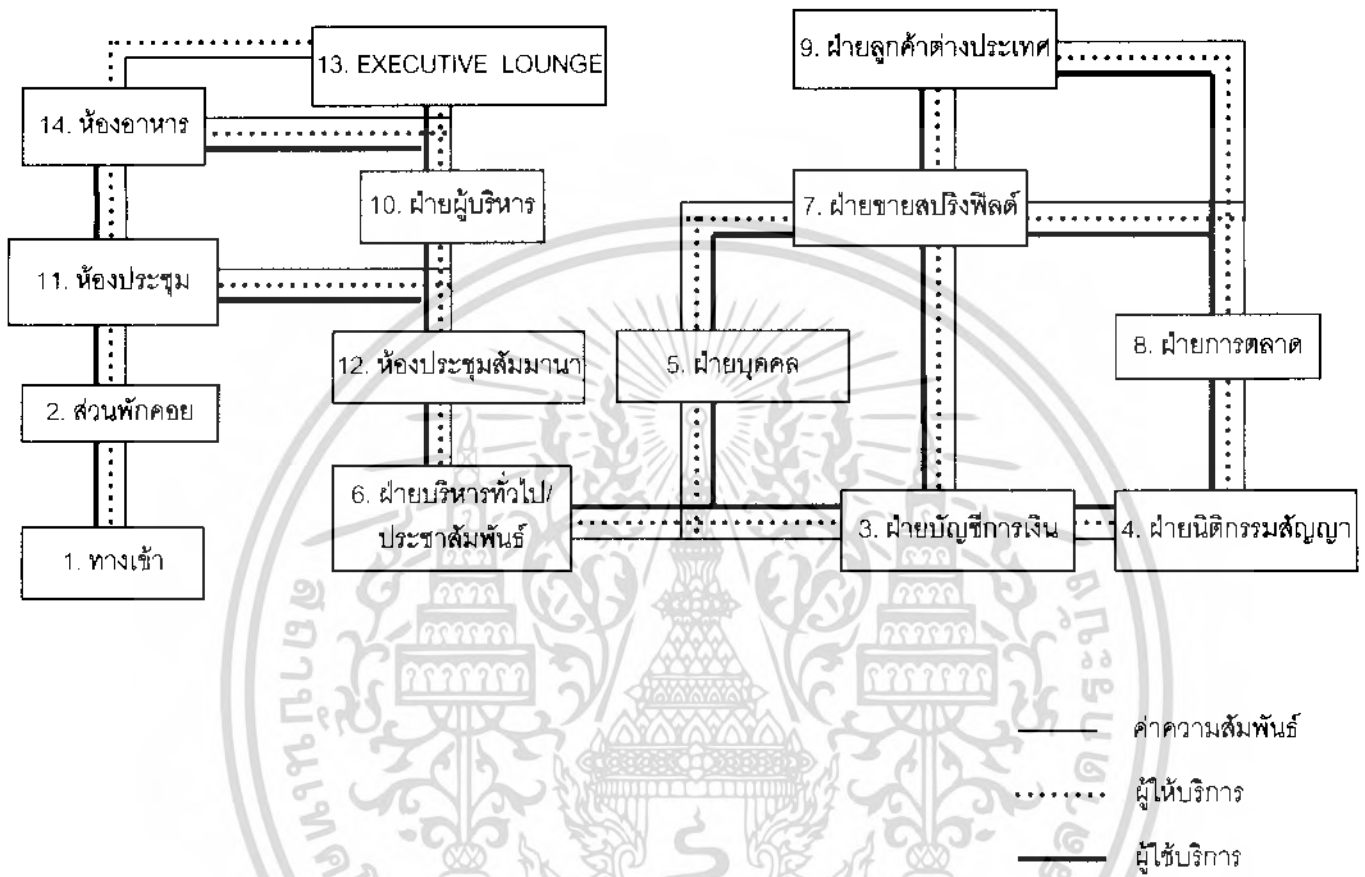 13. EXECUTIVE LOUNGE
9. ฝ่ายลูกค้าต่างประเทศ
14. ห้องอาหาร
10. ฝ่ายผู้บริหาร
7. ฝ่ายขายสปริงฟิลด์
11. ห้องประชุม
12. ห้องประชุมสัมมานา
5. ฝ่ายบุคคล
8. ฝ่ายการตลาด
2. ส่วนพักคอย
6. ฝ่ายบริหารทั่วไป/
ประชาสัมพันธ์
3. ฝ่ายบัญชีการเงิน
4. ฝ่ายนิติกรรมสัญญา
1. ทางเข้า
ค่าความสัมพันธ์
ผู้ให้บริการ
ผู้ใช้บริการ